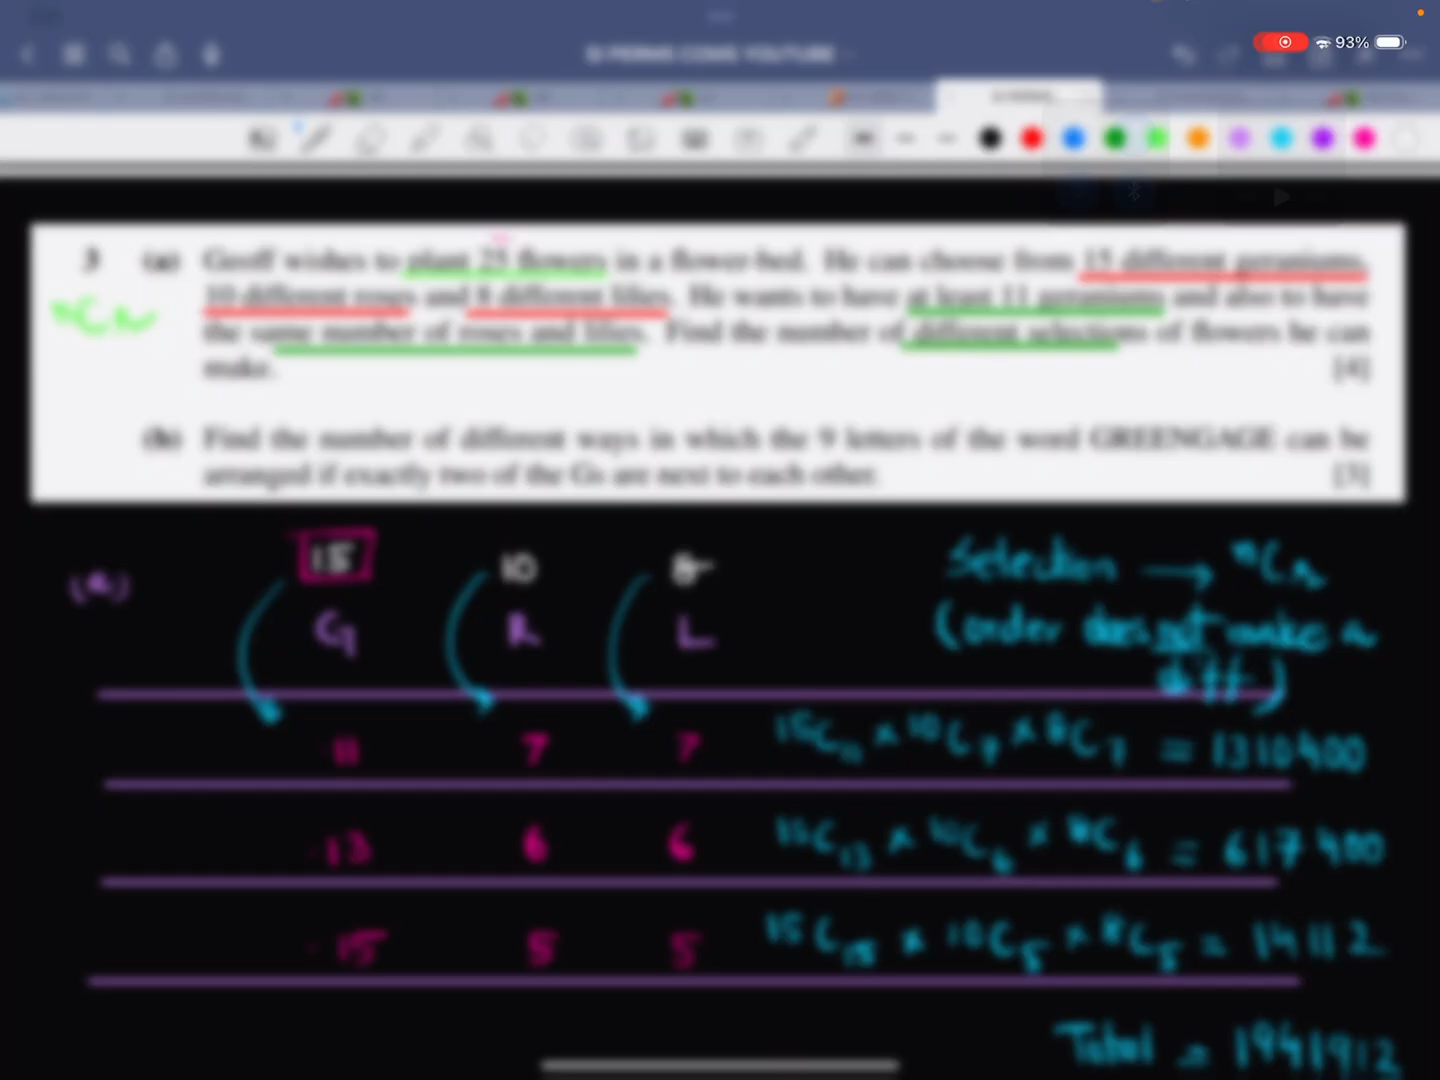 93%
SI PERMS COMS YOUTUBE
3 (a) Geoff wishes to plant 25 flowers in a flower-bed. He can choose from 15 different geraniums,
10 different roses and 8 different lilies. He wants to have at least 11 geraniums and also to have
the same number of roses and lilies. Find the number of different selections of flowers he can
make. [4]
nCr
(b) Find the number of different ways in which the 9 letters of the word GREENGAGE can be
arranged if exactly two of the Gs are next to each other. [3]
(a) 15 10 8 Selection → nCr
G R L (order does not make a
diff)
11 7 7 15C11 × 10C7 × 8C7 = 1310400
13 6 6 15C13 × 10C6 × 8C6 = 617400
15 5 5 15C15 × 10C5 × 8C5 = 14112
Total = 1941912